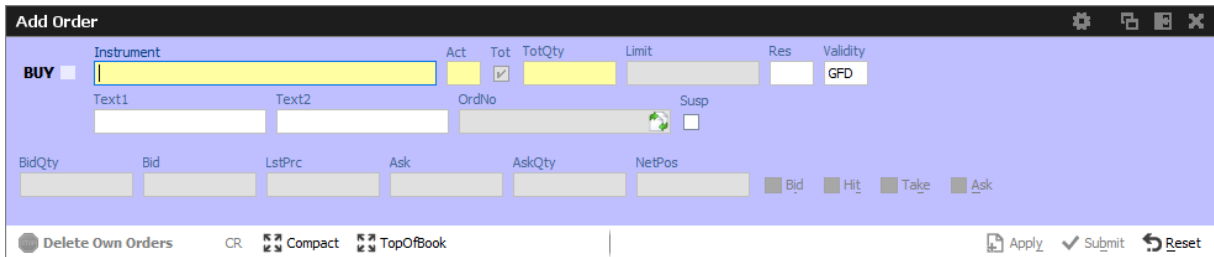 Add Order
Instrument Act Tot TotQty Limit Res Validity
BUY GFD
Text1 Text2 OrdNo Susp
BidQty Bid LstPrc Ask AskQty NetPos
Bid Hit Take Ask
Delete Own Orders CR Compact TopOfBook Apply Submit Reset